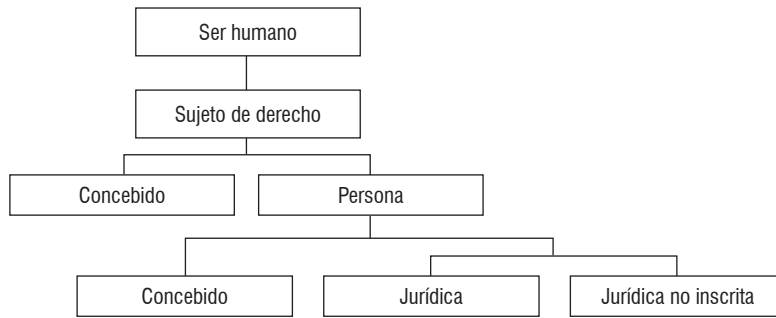 Ser humano
Sujeto de derecho
Concebido
Persona
Concebido
Jurídica
Jurídica no inscrita